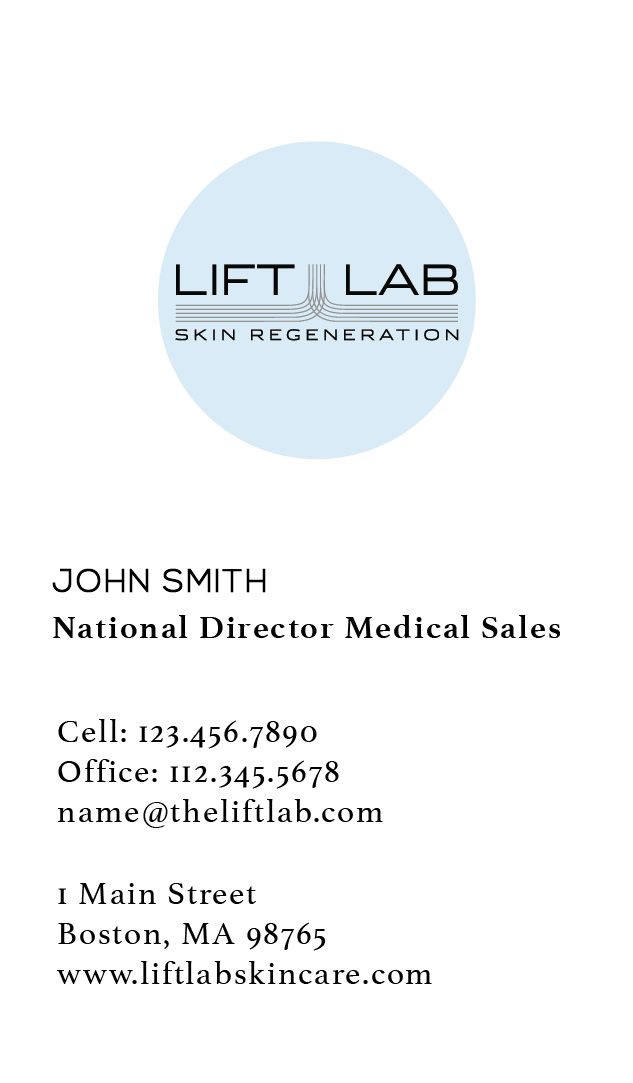 LIFT LAB
SKIN REGENERATION
JOHN SMITH
National Director Medical Sales
Cell: 123.456.7890
Office: 112.345.5678
name@theliftlab.com
1 Main Street
Boston, MA 98765
www.liftlabskincare.com